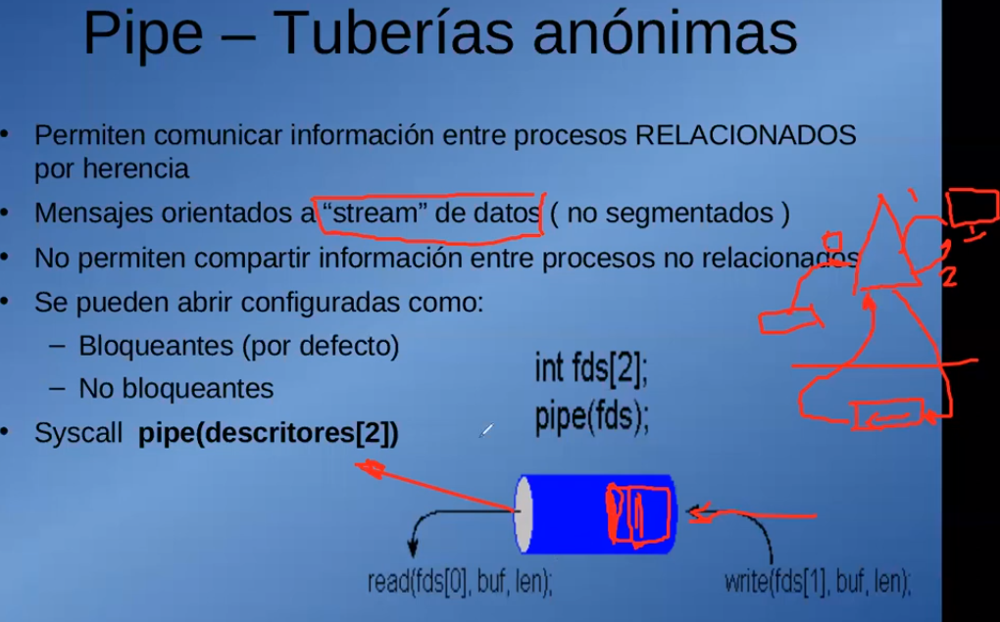 Pipe – Tuberías anónimas
• Permiten comunicar información entre procesos RELACIONADOS
por herencia
• Mensajes orientados a “stream” de datos ( no segmentados )
• No permiten compartir información entre procesos no relacionados
• Se pueden abrir configuradas como:
– Bloqueantes (por defecto)
– No bloqueantes
• Syscall pipe(descritores[2])
int fds[2];
pipe(fds);
read(fds[0], buf, len);
write(fds[1], buf, len);
0
1
2